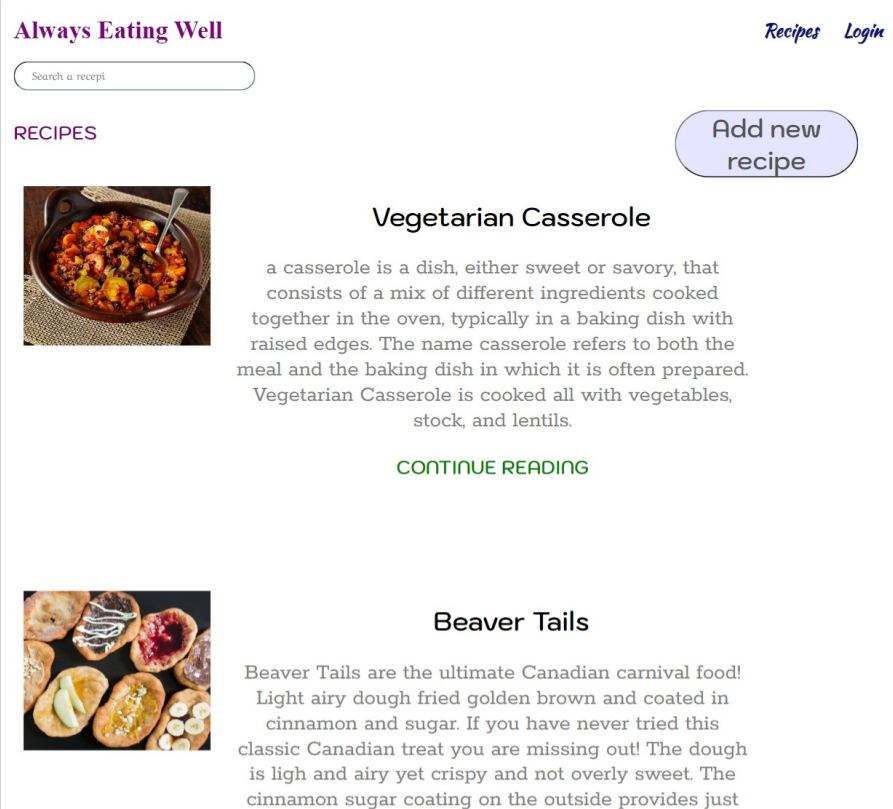 Always Eating Well
Recipes Login
Search a recepi
RECIPES
Add new
recipe
Vegetarian Casserole
a casserole is a dish, either sweet or savory, that
consists of a mix of different ingredients cooked
together in the oven, typically in a baking dish with
raised edges. The name casserole refers to both the
meal and the baking dish in which it is often prepared.
Vegetarian Casserole is cooked all with vegetables,
stock, and lentils.
CONTINUE READING
Beaver Tails
Beaver Tails are the ultimate Canadian carnival food!
Light airy dough fried golden brown and coated in
cinnamon and sugar. If you have never tried this
classic Canadian treat you are missing out! The dough
is ligh and airy yet crispy and not overly sweet. The
cinnamon sugar coating on the outside provides just